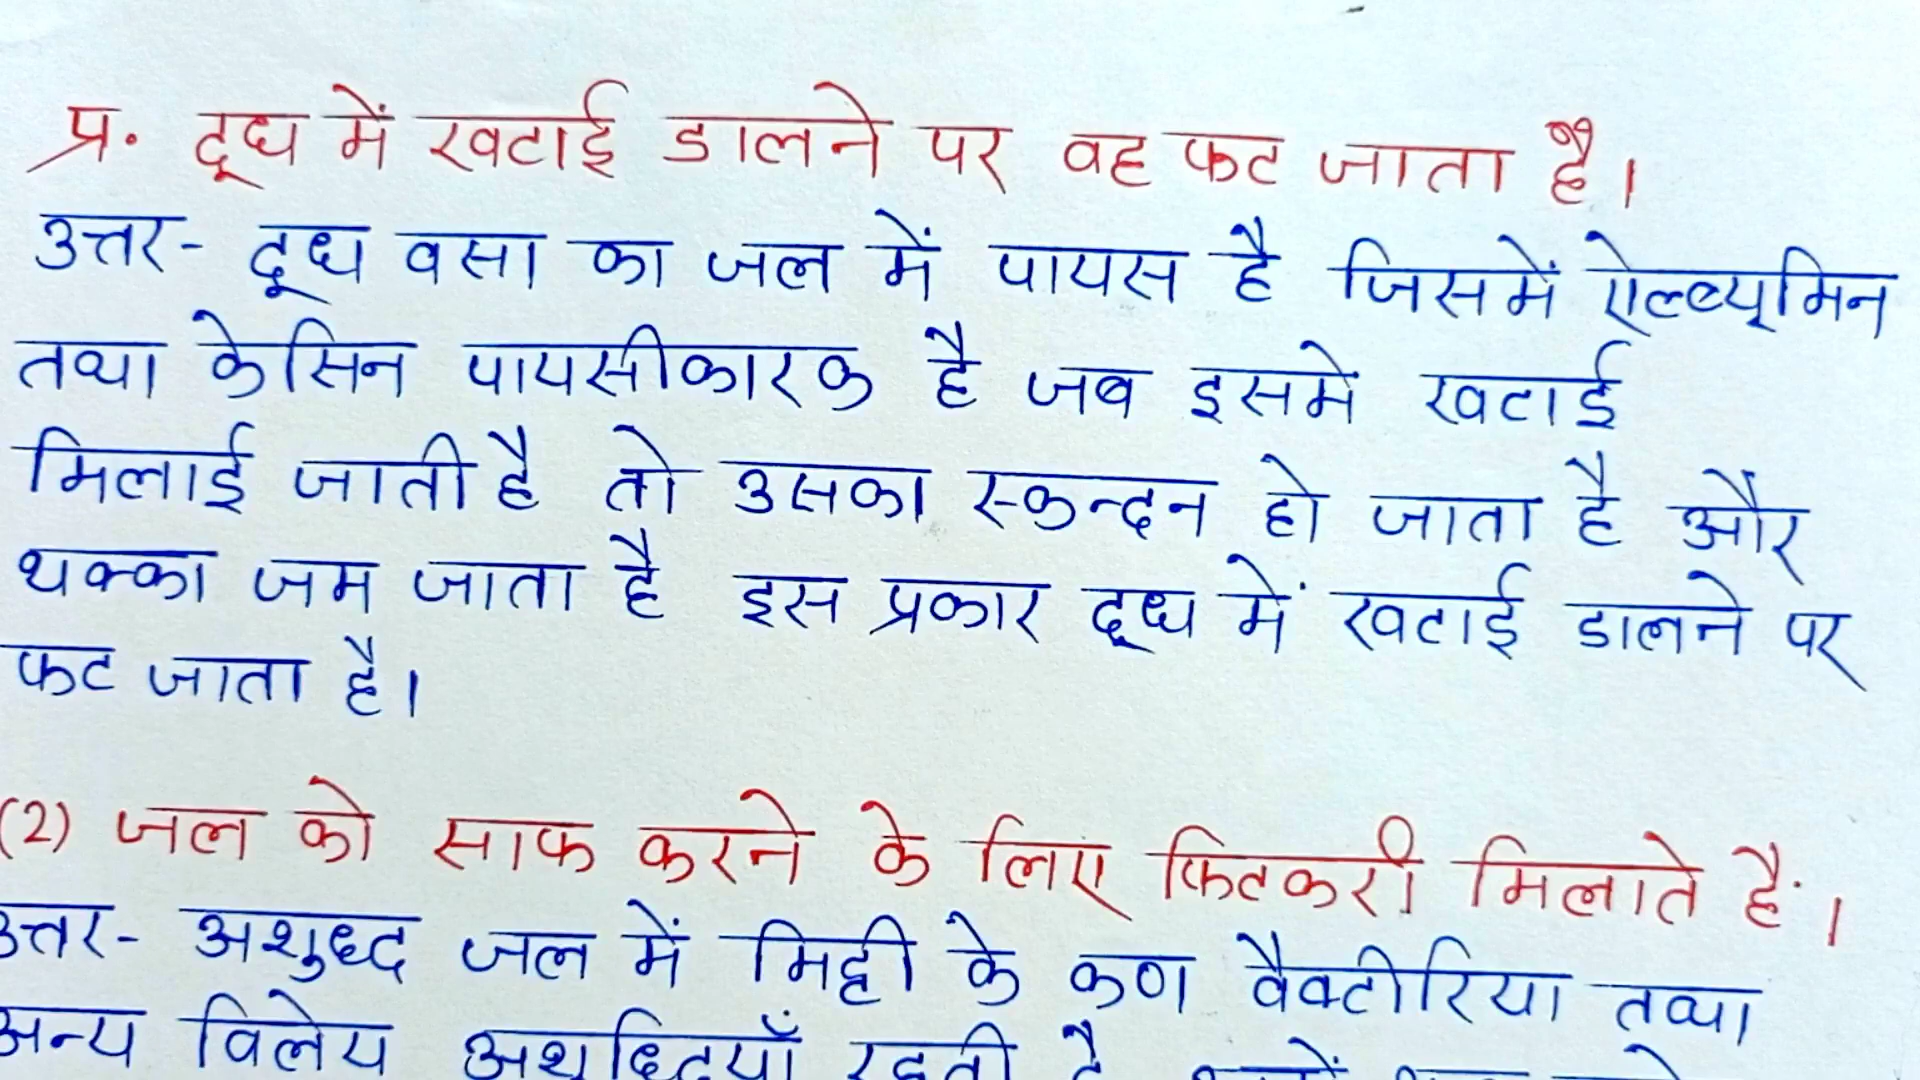 प्र. दूध में खटाई डालने पर वह फट जाता है।
उत्तर- दूध वसा का जल में पायस है जिसमें ऐल्ब्यूमिन
तथा केसिन पायसीकारक है जब इसमे खटाई
मिलाई जाती है तो उसका स्कन्दन हो जाता है और
थक्का जम जाता है इस प्रकार दूध में खटाई डालने पर
फट जाता है।
(2) जल को साफ करने के लिए फिटकरी मिलाते हैं।
उत्तर- अशुध्द जल में मिट्टी के कण बैक्टीरिया तथा
अन्य विलेय अशुध्दियाँ रहती है